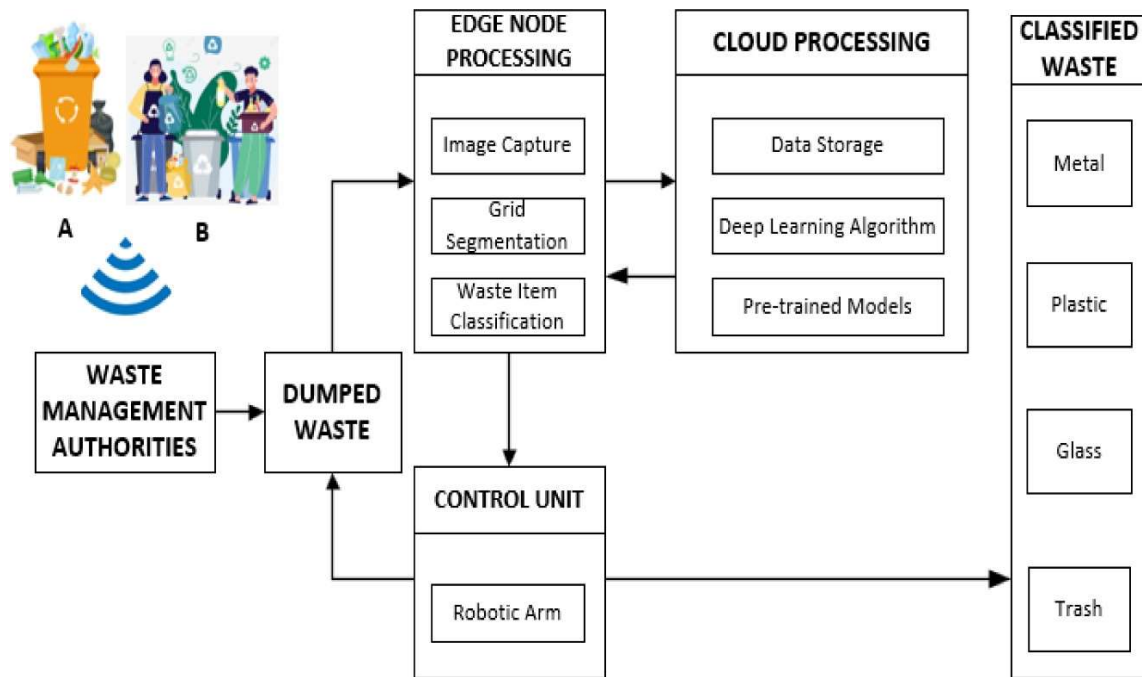 A
B
WASTE
MANAGEMENT
AUTHORITIES
DUMPED
WASTE
EDGE NODE
PROCESSING
Image Capture
Grid
Segmentation
Waste Item
Classification
CLOUD PROCESSING
Data Storage
Deep Learning Algorithm
Pre-trained Models
CONTROL UNIT
Robotic Arm
CLASSIFIED
WASTE
Metal
Plastic
Glass
Trash